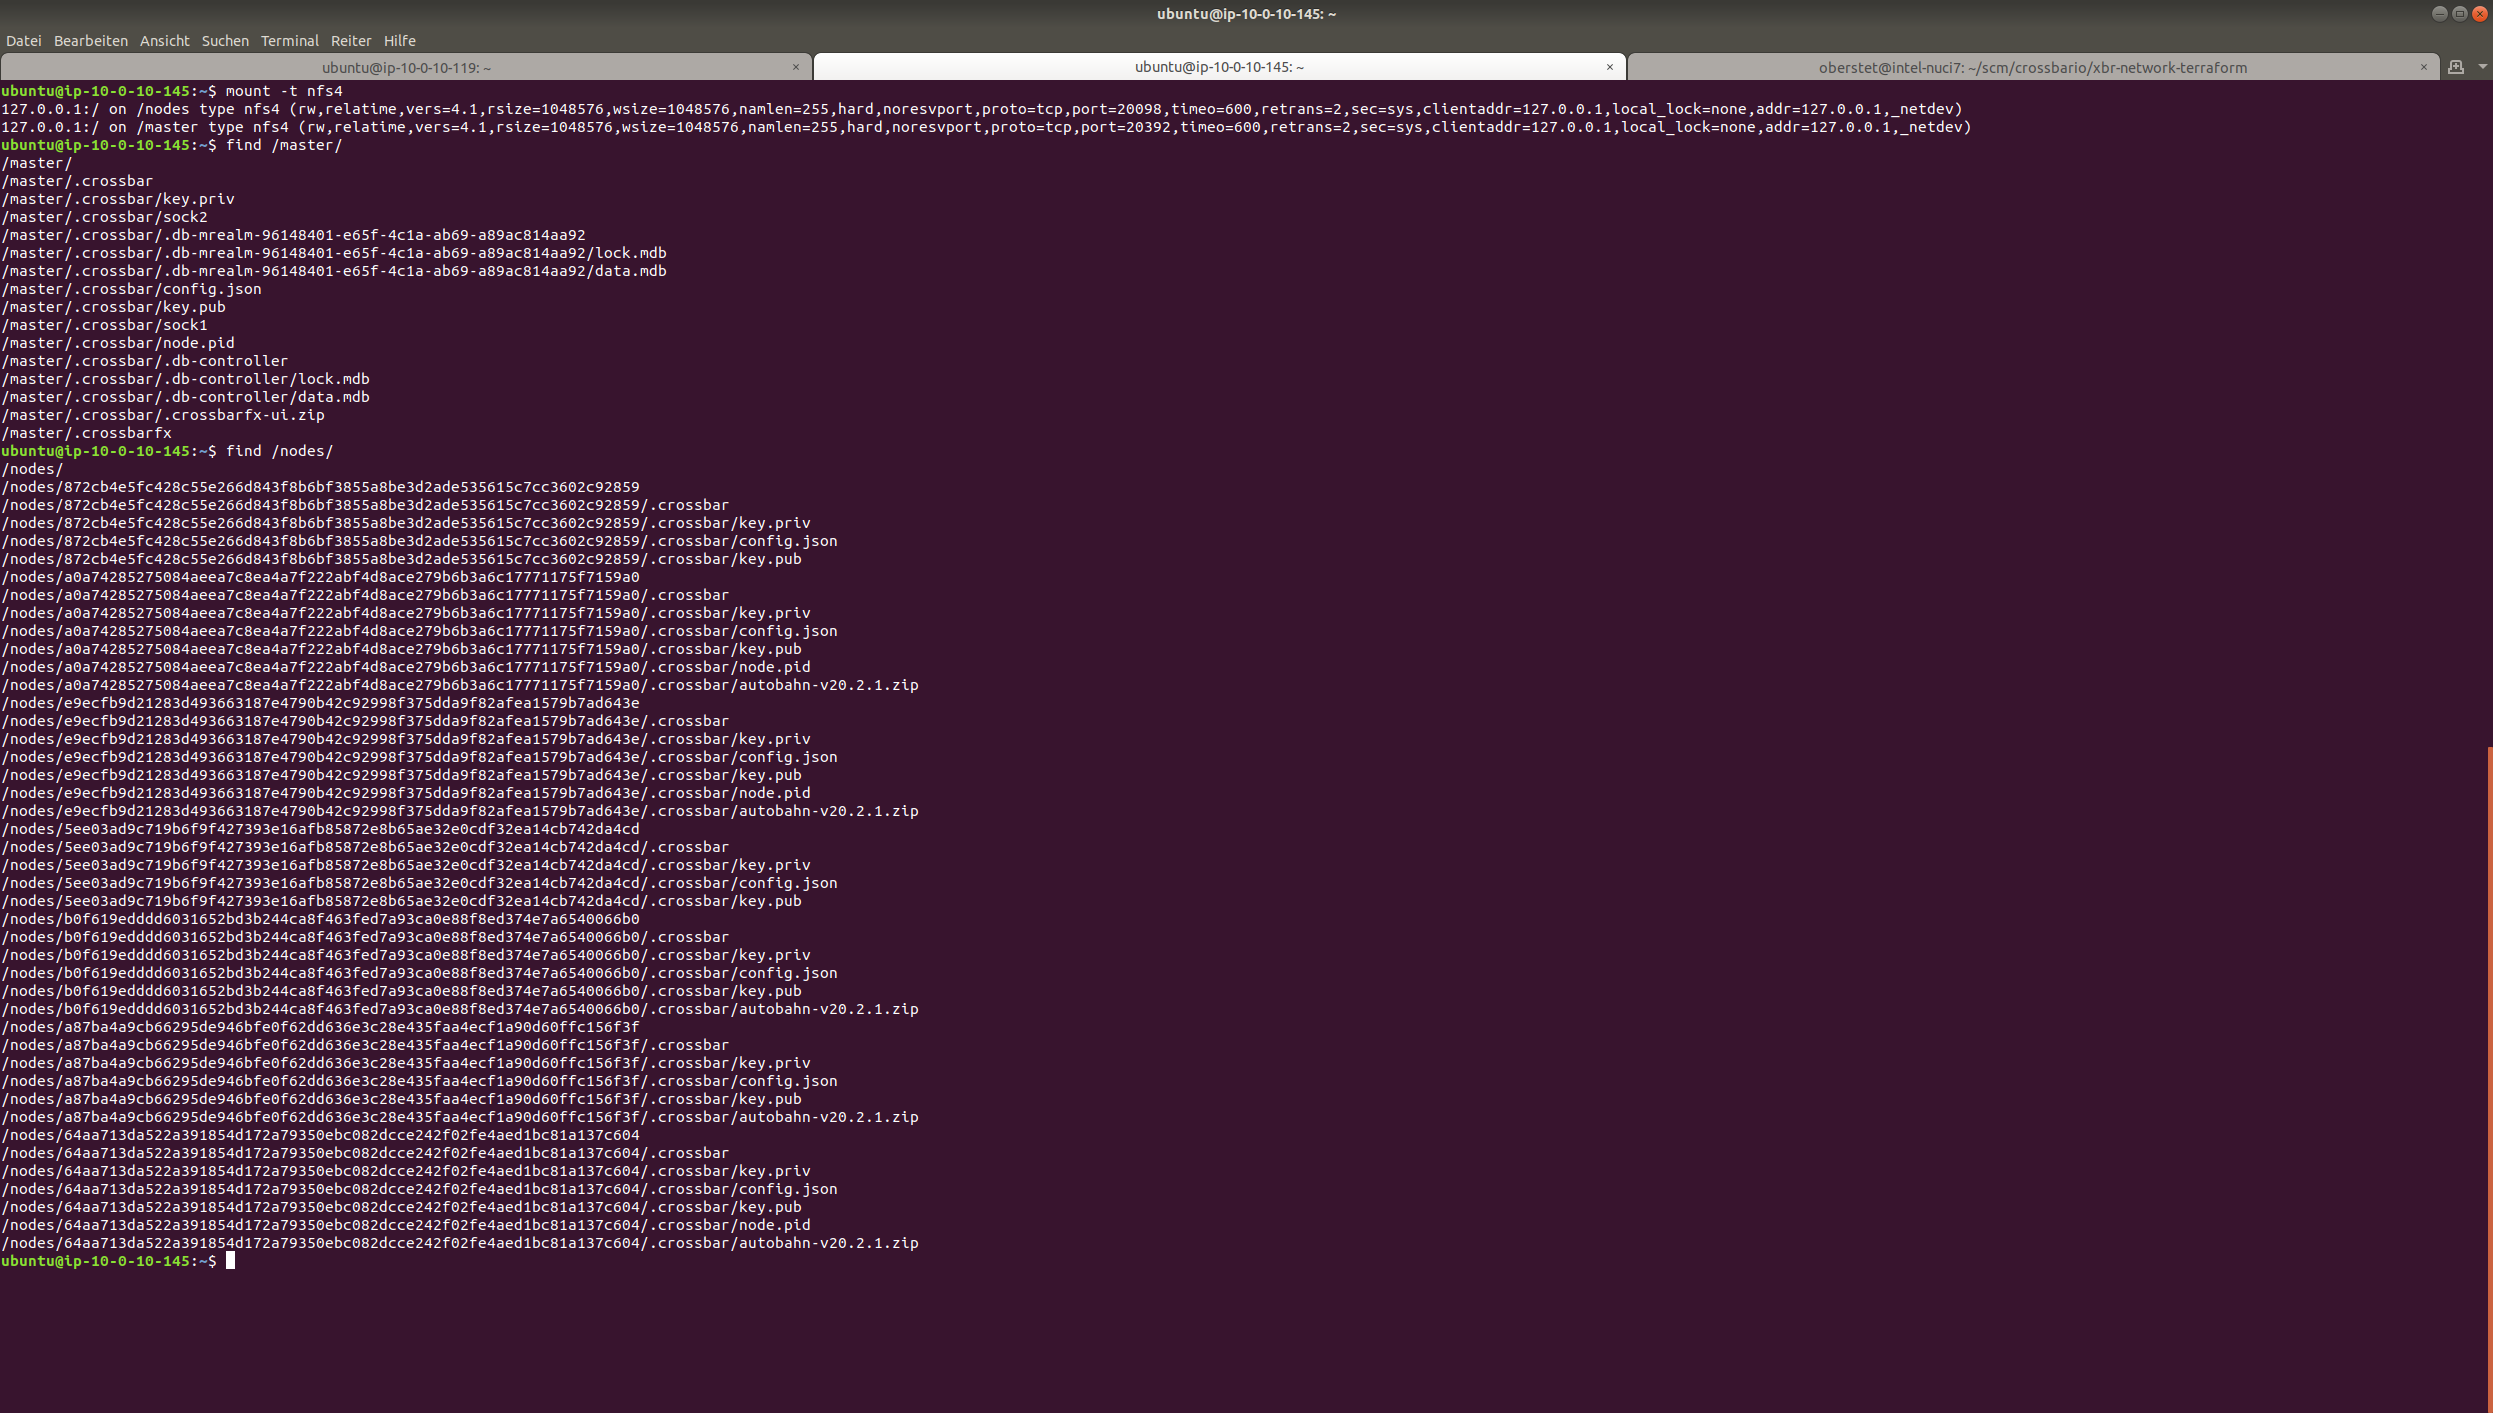 ubuntu@ip-10-0-10-145: ~
Datei Bearbeiten Ansicht Suchen Terminal Reiter Hilfe
ubuntu@ip-10-0-10-119: ~ × ubuntu@ip-10-0-10-145: ~ × oberstet@intel-nuci7: ~/scm/crossbario/xbr-network-terraform ×
ubuntu@ip-10-0-10-145:~$ mount -t nfs4
127.0.0.1:/ on /nodes type nfs4 (rw,relatime,vers=4.1,rsize=1048576,wsize=1048576,namlen=255,hard,noresvport,proto=tcp,port=20098,timeo=600,retrans=2,sec=sys,clientaddr=127.0.0.1,local_lock=none,addr=127.0.0.1,_netdev)
127.0.0.1:/ on /master type nfs4 (rw,relatime,vers=4.1,rsize=1048576,wsize=1048576,namlen=255,hard,noresvport,proto=tcp,port=20392,timeo=600,retrans=2,sec=sys,clientaddr=127.0.0.1,local_lock=none,addr=127.0.0.1,_netdev)
ubuntu@ip-10-0-10-145:~$ find /master/
/master/
/master/.crossbar
/master/.crossbar/key.priv
/master/.crossbar/sock2
/master/.crossbar/.db-mrealm-96148401-e65f-4c1a-ab69-a89ac814aa92
/master/.crossbar/.db-mrealm-96148401-e65f-4c1a-ab69-a89ac814aa92/lock.mdb
/master/.crossbar/.db-mrealm-96148401-e65f-4c1a-ab69-a89ac814aa92/data.mdb
/master/.crossbar/config.json
/master/.crossbar/key.pub
/master/.crossbar/sock1
/master/.crossbar/node.pid
/master/.crossbar/.db-controller
/master/.crossbar/.db-controller/lock.mdb
/master/.crossbar/.db-controller/data.mdb
/master/.crossbar/.crossbarfx-ui.zip
/master/.crossbarfx
ubuntu@ip-10-0-10-145:~$ find /nodes/
/nodes/
/nodes/872cb4e5fc428c55e266d843f8b6bf3855a8be3d2ade535615c7cc3602c92859
/nodes/872cb4e5fc428c55e266d843f8b6bf3855a8be3d2ade535615c7cc3602c92859/.crossbar
/nodes/872cb4e5fc428c55e266d843f8b6bf3855a8be3d2ade535615c7cc3602c92859/.crossbar/key.priv
/nodes/872cb4e5fc428c55e266d843f8b6bf3855a8be3d2ade535615c7cc3602c92859/.crossbar/config.json
/nodes/872cb4e5fc428c55e266d843f8b6bf3855a8be3d2ade535615c7cc3602c92859/.crossbar/key.pub
/nodes/a0a74285275084aeea7c8ea4a7f222abf4d8ace279b6b3a6c17771175f7159a0
/nodes/a0a74285275084aeea7c8ea4a7f222abf4d8ace279b6b3a6c17771175f7159a0/.crossbar
/nodes/a0a74285275084aeea7c8ea4a7f222abf4d8ace279b6b3a6c17771175f7159a0/.crossbar/key.priv
/nodes/a0a74285275084aeea7c8ea4a7f222abf4d8ace279b6b3a6c17771175f7159a0/.crossbar/config.json
/nodes/a0a74285275084aeea7c8ea4a7f222abf4d8ace279b6b3a6c17771175f7159a0/.crossbar/key.pub
/nodes/a0a74285275084aeea7c8ea4a7f222abf4d8ace279b6b3a6c17771175f7159a0/.crossbar/node.pid
/nodes/a0a74285275084aeea7c8ea4a7f222abf4d8ace279b6b3a6c17771175f7159a0/.crossbar/autobahn-v20.2.1.zip
/nodes/e9ecfb9d21283d493663187e4790b42c92998f375dda9f82afea1579b7ad643e
/nodes/e9ecfb9d21283d493663187e4790b42c92998f375dda9f82afea1579b7ad643e/.crossbar
/nodes/e9ecfb9d21283d493663187e4790b42c92998f375dda9f82afea1579b7ad643e/.crossbar/key.priv
/nodes/e9ecfb9d21283d493663187e4790b42c92998f375dda9f82afea1579b7ad643e/.crossbar/config.json
/nodes/e9ecfb9d21283d493663187e4790b42c92998f375dda9f82afea1579b7ad643e/.crossbar/key.pub
/nodes/e9ecfb9d21283d493663187e4790b42c92998f375dda9f82afea1579b7ad643e/.crossbar/node.pid
/nodes/e9ecfb9d21283d493663187e4790b42c92998f375dda9f82afea1579b7ad643e/.crossbar/autobahn-v20.2.1.zip
/nodes/5ee03ad9c719b6f9f427393e16afb85872e8b65ae32e0cdf32ea14cb742da4cd
/nodes/5ee03ad9c719b6f9f427393e16afb85872e8b65ae32e0cdf32ea14cb742da4cd/.crossbar
/nodes/5ee03ad9c719b6f9f427393e16afb85872e8b65ae32e0cdf32ea14cb742da4cd/.crossbar/key.priv
/nodes/5ee03ad9c719b6f9f427393e16afb85872e8b65ae32e0cdf32ea14cb742da4cd/.crossbar/config.json
/nodes/5ee03ad9c719b6f9f427393e16afb85872e8b65ae32e0cdf32ea14cb742da4cd/.crossbar/key.pub
/nodes/b0f619edddd6031652bd3b244ca8f463fed7a93ca0e88f8ed374e7a6540066b0
/nodes/b0f619edddd6031652bd3b244ca8f463fed7a93ca0e88f8ed374e7a6540066b0/.crossbar
/nodes/b0f619edddd6031652bd3b244ca8f463fed7a93ca0e88f8ed374e7a6540066b0/.crossbar/key.priv
/nodes/b0f619edddd6031652bd3b244ca8f463fed7a93ca0e88f8ed374e7a6540066b0/.crossbar/config.json
/nodes/b0f619edddd6031652bd3b244ca8f463fed7a93ca0e88f8ed374e7a6540066b0/.crossbar/key.pub
/nodes/b0f619edddd6031652bd3b244ca8f463fed7a93ca0e88f8ed374e7a6540066b0/.crossbar/autobahn-v20.2.1.zip
/nodes/a87ba4a9cb66295de946bfe0f62dd636e3c28e435faa4ecf1a90d60ffc156f3f
/nodes/a87ba4a9cb66295de946bfe0f62dd636e3c28e435faa4ecf1a90d60ffc156f3f/.crossbar
/nodes/a87ba4a9cb66295de946bfe0f62dd636e3c28e435faa4ecf1a90d60ffc156f3f/.crossbar/key.priv
/nodes/a87ba4a9cb66295de946bfe0f62dd636e3c28e435faa4ecf1a90d60ffc156f3f/.crossbar/config.json
/nodes/a87ba4a9cb66295de946bfe0f62dd636e3c28e435faa4ecf1a90d60ffc156f3f/.crossbar/key.pub
/nodes/a87ba4a9cb66295de946bfe0f62dd636e3c28e435faa4ecf1a90d60ffc156f3f/.crossbar/autobahn-v20.2.1.zip
/nodes/64aa713da522a391854d172a79350ebc082dcce242f02fe4aed1bc81a137c604
/nodes/64aa713da522a391854d172a79350ebc082dcce242f02fe4aed1bc81a137c604/.crossbar
/nodes/64aa713da522a391854d172a79350ebc082dcce242f02fe4aed1bc81a137c604/.crossbar/key.priv
/nodes/64aa713da522a391854d172a79350ebc082dcce242f02fe4aed1bc81a137c604/.crossbar/config.json
/nodes/64aa713da522a391854d172a79350ebc082dcce242f02fe4aed1bc81a137c604/.crossbar/key.pub
/nodes/64aa713da522a391854d172a79350ebc082dcce242f02fe4aed1bc81a137c604/.crossbar/node.pid
/nodes/64aa713da522a391854d172a79350ebc082dcce242f02fe4aed1bc81a137c604/.crossbar/autobahn-v20.2.1.zip
ubuntu@ip-10-0-10-145:~$